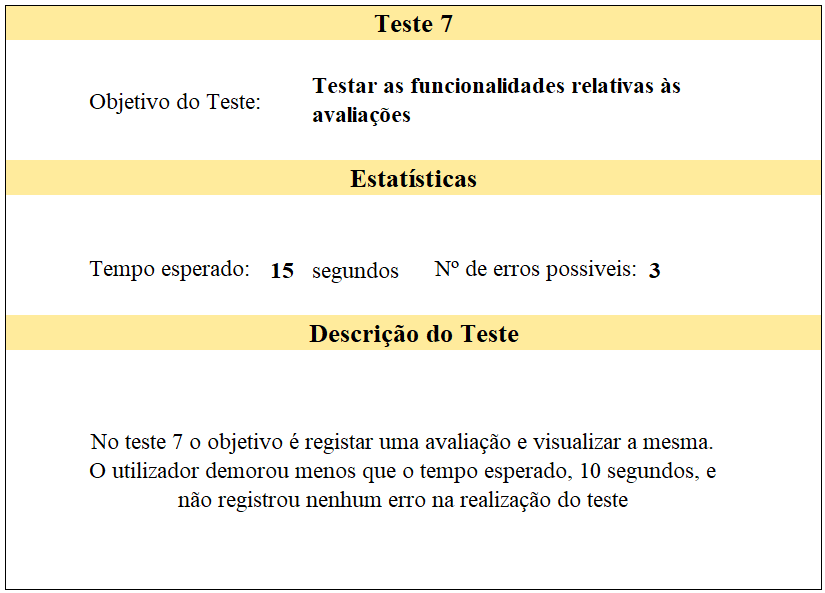 Teste 7
Objetivo do Teste:
Testar as funcionalidades relativas às
avaliações
Estatísticas
Tempo esperado: 15 segundos Nº de erros possiveis: 3
Descrição do Teste
No teste 7 o objetivo é registar uma avaliação e visualizar a mesma.
O utilizador demorou menos que o tempo esperado, 10 segundos, e
não registrou nenhum erro na realização do teste